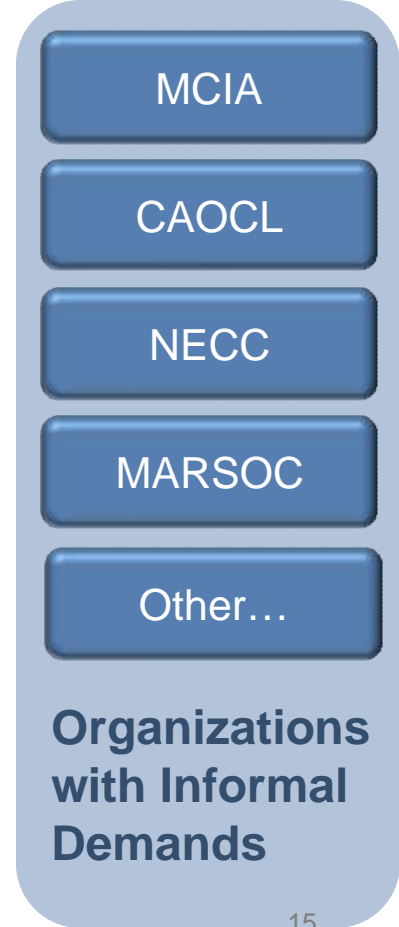 MCIA
CAOCL
NECC
MARSOC
Other…
Organizations
with Informal
Demands
15